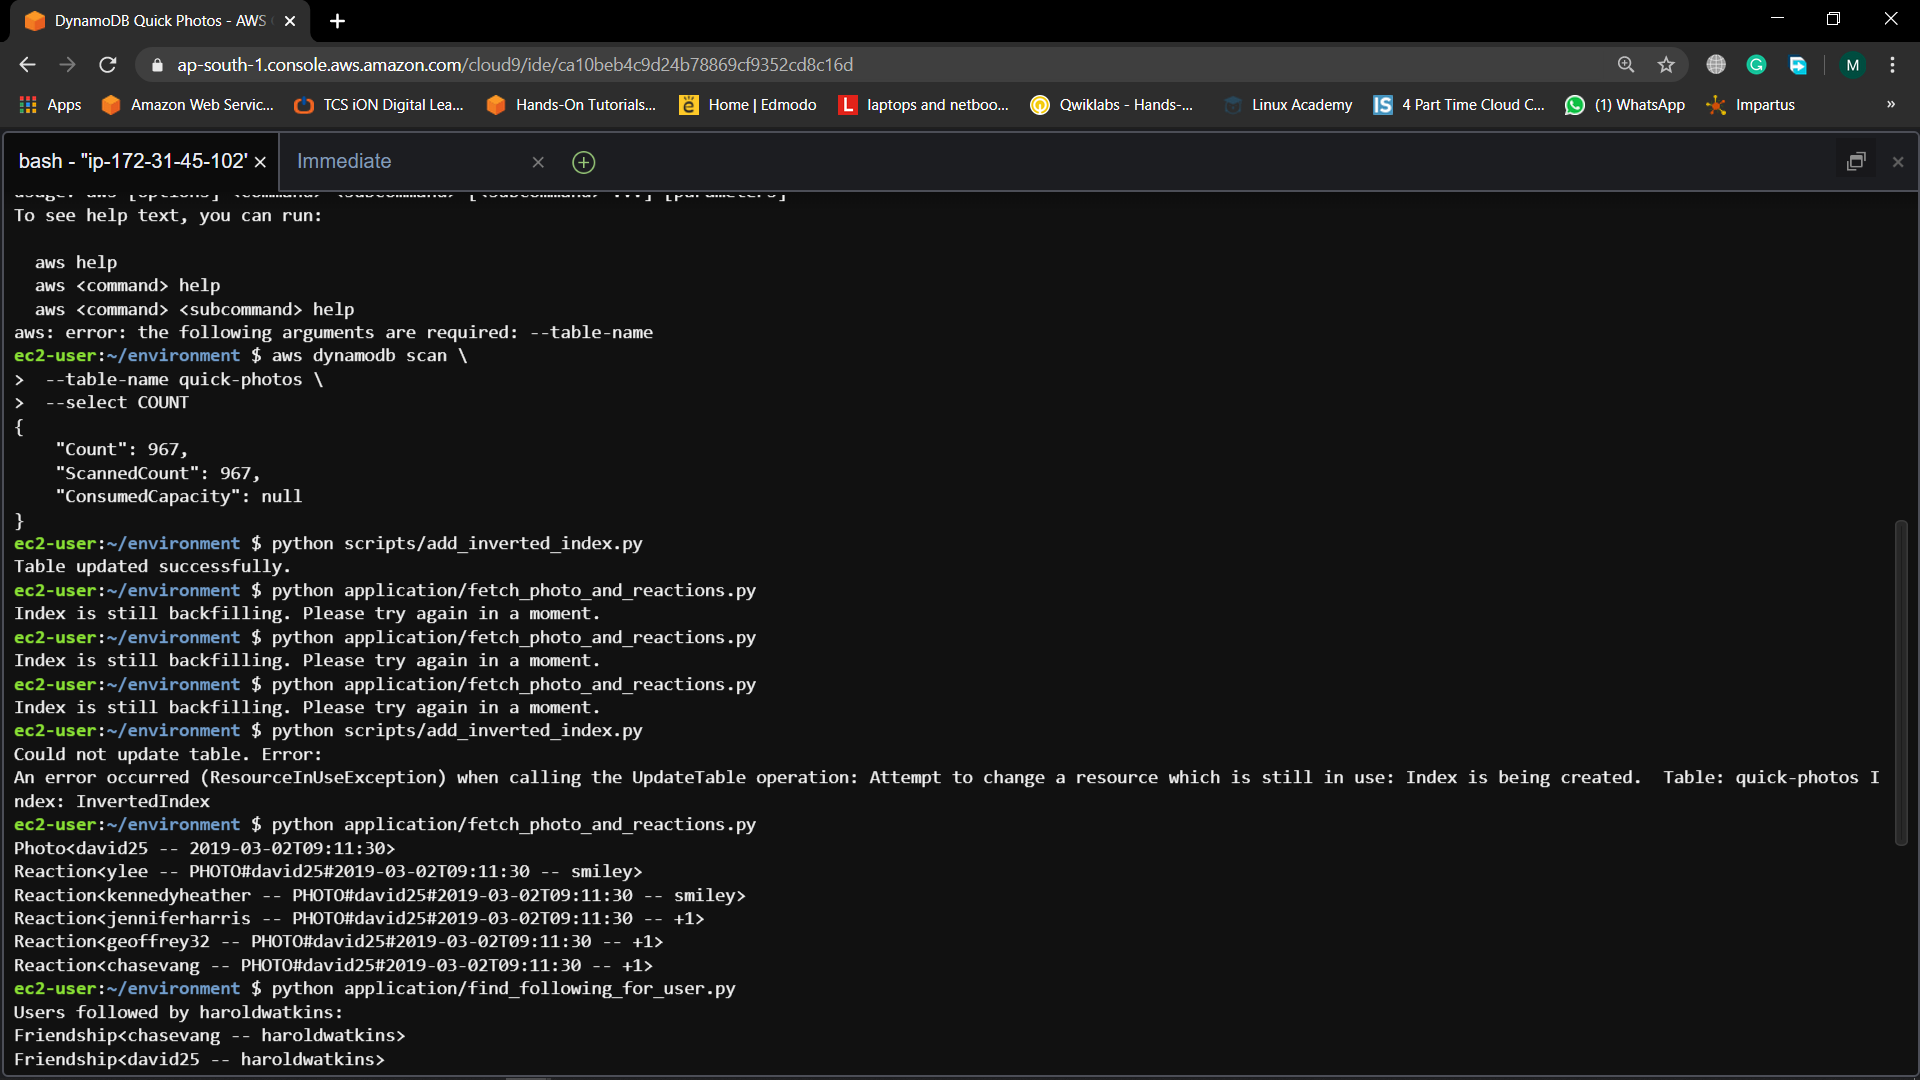 DynamoDB Quick Photos - AWS
ap-south-1.console.aws.amazon.com/cloud9/ide/ca10beb4c9d24b78869cf9352cd8c16d
M
Apps Amazon Web Servic... TCS iON Digital Lea... Hands-On Tutorials... Home | Edmodo laptops and netboo... Qwiklabs - Hands-... Linux Academy 4 Part Time Cloud C... (1) WhatsApp Impartus »
bash - "ip-172-31-45-102" Immediate
usage: aws [options] <command> <subcommand> [<subcommand> ...] [parameters]
To see help text, you can run:
aws help
aws <command> help
aws <command> <subcommand> help
aws: error: the following arguments are required: --table-name
ec2-user:~/environment $ aws dynamodb scan \
>  --table-name quick-photos \
>  --select COUNT
{
"Count": 967,
"ScannedCount": 967,
"ConsumedCapacity": null
}
ec2-user:~/environment $ python scripts/add_inverted_index.py
Table updated successfully.
ec2-user:~/environment $ python application/fetch_photo_and_reactions.py
Index is still backfilling. Please try again in a moment.
ec2-user:~/environment $ python application/fetch_photo_and_reactions.py
Index is still backfilling. Please try again in a moment.
ec2-user:~/environment $ python application/fetch_photo_and_reactions.py
Index is still backfilling. Please try again in a moment.
ec2-user:~/environment $ python scripts/add_inverted_index.py
Could not update table. Error:
An error occurred (ResourceInUseException) when calling the UpdateTable operation: Attempt to change a resource which is still in use: Index is being created.  Table: quick-photos I
ndex: InvertedIndex
ec2-user:~/environment $ python application/fetch_photo_and_reactions.py
Photo<david25 -- 2019-03-02T09:11:30>
Reaction<ylee -- PHOTO#david25#2019-03-02T09:11:30 -- smiley>
Reaction<kennedyheather -- PHOTO#david25#2019-03-02T09:11:30 -- smiley>
Reaction<jenniferharris -- PHOTO#david25#2019-03-02T09:11:30 -- +1>
Reaction<geoffrey32 -- PHOTO#david25#2019-03-02T09:11:30 -- +1>
Reaction<chasevang -- PHOTO#david25#2019-03-02T09:11:30 -- +1>
ec2-user:~/environment $ python application/find_following_for_user.py
Users followed by haroldwatkins:
Friendship<chasevang -- haroldwatkins>
Friendship<david25 -- haroldwatkins>